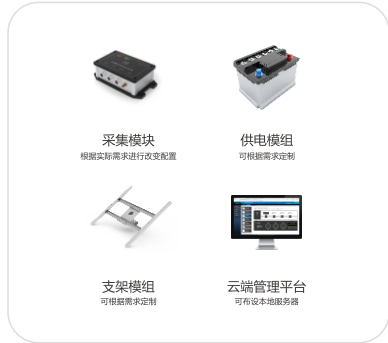 采集模块
根据实际需求进行改变配置
供电模组
可根据需求定制
支架模组
可根据需求定制
云端管理平台
可布设本地服务器